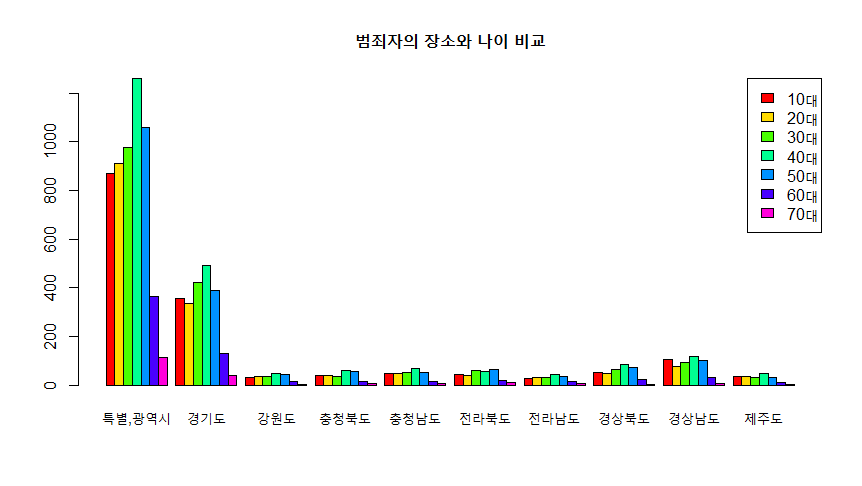 범죄자의 장소와 나이 비교
1000
800
600
400
200
0
10대
20대
30대
40대
50대
60대
70대
특별,광역시 경기도 강원도 충청북도 충청남도 전라북도 전라남도 경상북도 경상남도 제주도